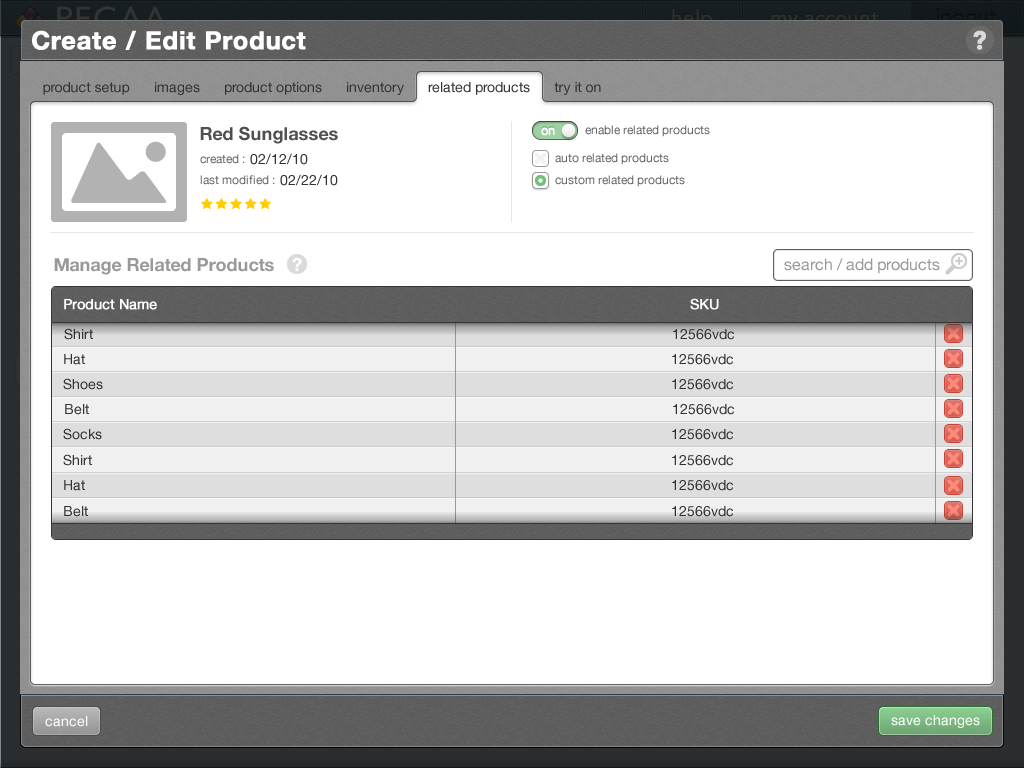 PECAA help my account logout
Create / Edit Product ?
product setup images product options inventory related products try it on
Red Sunglasses
created : 02/12/10
last modified : 02/22/10
on enable related products
auto related products
custom related products
Manage Related Products ? search / add products
Product Name SKU
Shirt 12566vdc
Hat 12566vdc
Shoes 12566vdc
Belt 12566vdc
Socks 12566vdc
Shirt 12566vdc
Hat 12566vdc
Belt 12566vdc
cancel save changes